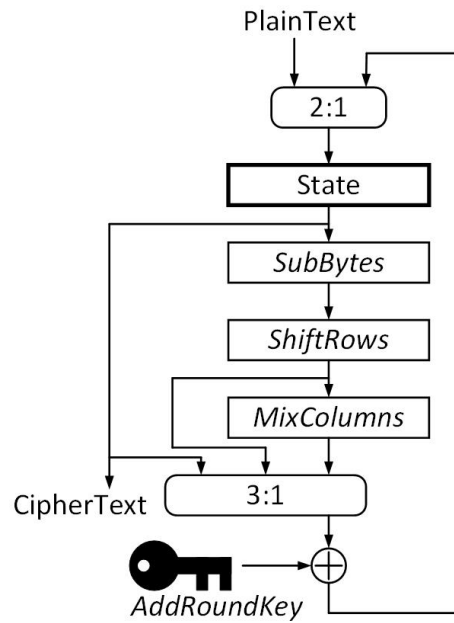 PlainText
2:1
State
SubBytes
ShiftRows
MixColumns
3:1
CipherText
AddRoundKey